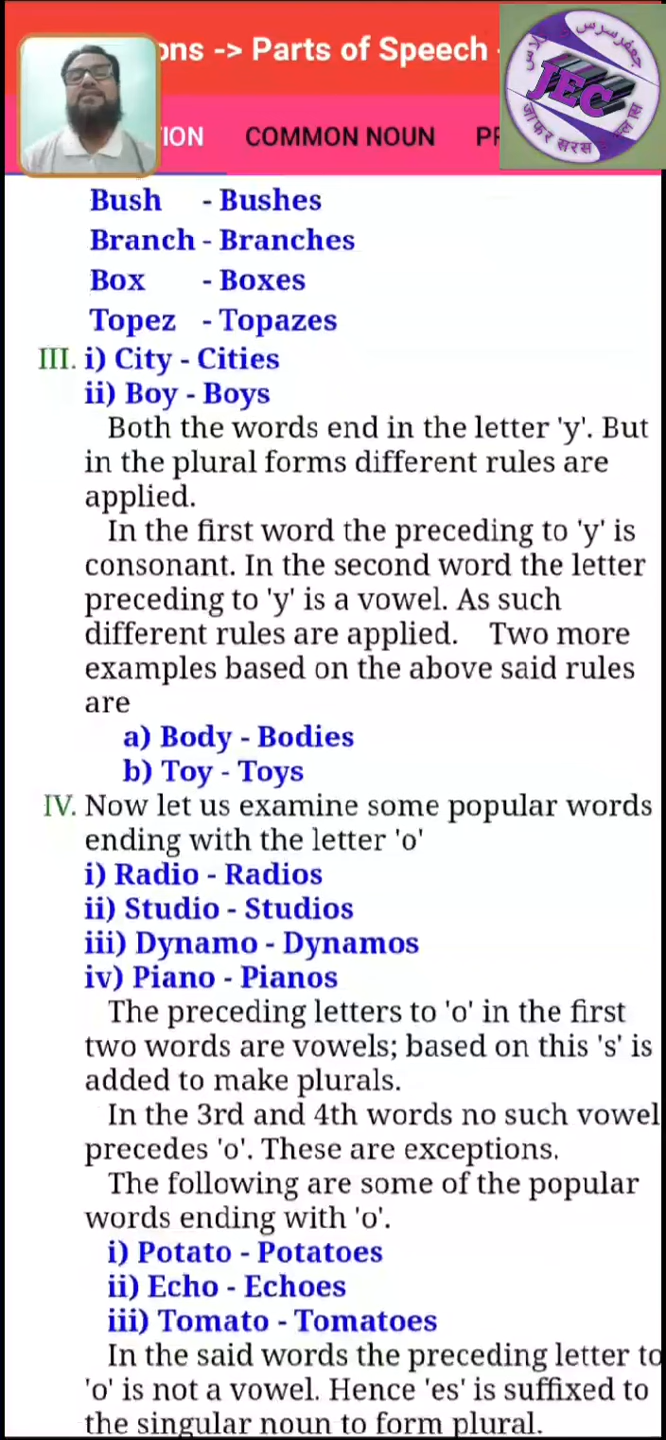 ons -> Parts of Speech -
ION COMMON NOUN PR
جعفر سرس کلاس
JEC
जाफर सरस क्लास
Bush - Bushes
Branch - Branches
Box - Boxes
Topez - Topazes
III. i) City - Cities
ii) Boy - Boys
Both the words end in the letter 'y'. But
in the plural forms different rules are
applied.
In the first word the preceding to 'y' is
consonant. In the second word the letter
preceding to 'y' is a vowel. As such
different rules are applied. Two more
examples based on the above said rules
are
a) Body - Bodies
b) Toy - Toys
IV. Now let us examine some popular words
ending with the letter 'o'
i) Radio - Radios
ii) Studio - Studios
iii) Dynamo - Dynamos
iv) Piano - Pianos
The preceding letters to 'o' in the first
two words are vowels; based on this 's' is
added to make plurals.
In the 3rd and 4th words no such vowel
precedes 'o'. These are exceptions.
The following are some of the popular
words ending with 'o'.
i) Potato - Potatoes
ii) Echo - Echoes
iii) Tomato - Tomatoes
In the said words the preceding letter to
'o' is not a vowel. Hence 'es' is suffixed to
the singular noun to form plural.